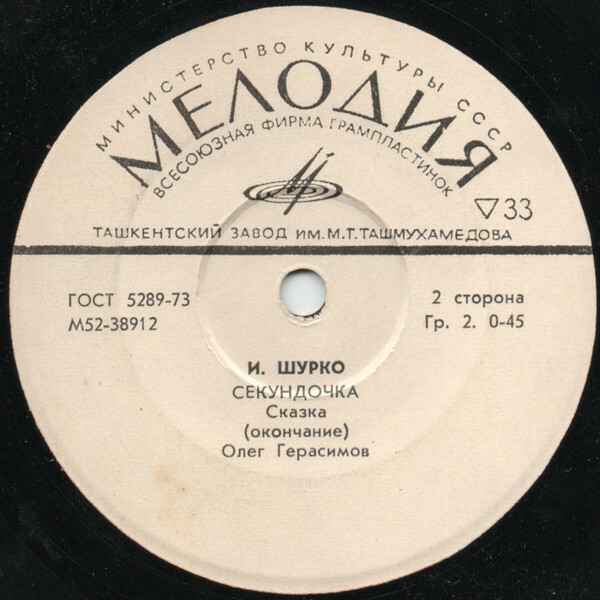 МИНИСТЕРСТВО КУЛЬТУРЫ СССР
МЕЛОДИЯ
ВСЕСОЮЗНАЯ ФИРМА ГРАМПЛАСТИНОК
▽33
ТАШКЕНТСКИЙ ЗАВОД ИМ.М.Т.ТАШМУХАМЕДОВА
ГОСТ 5289-73
М52-38912
2 сторона
Гр. 2. 0-45
И. ШУРКО
СЕКУНДОЧКА
Сказка
(окончание)
Олег Герасимов